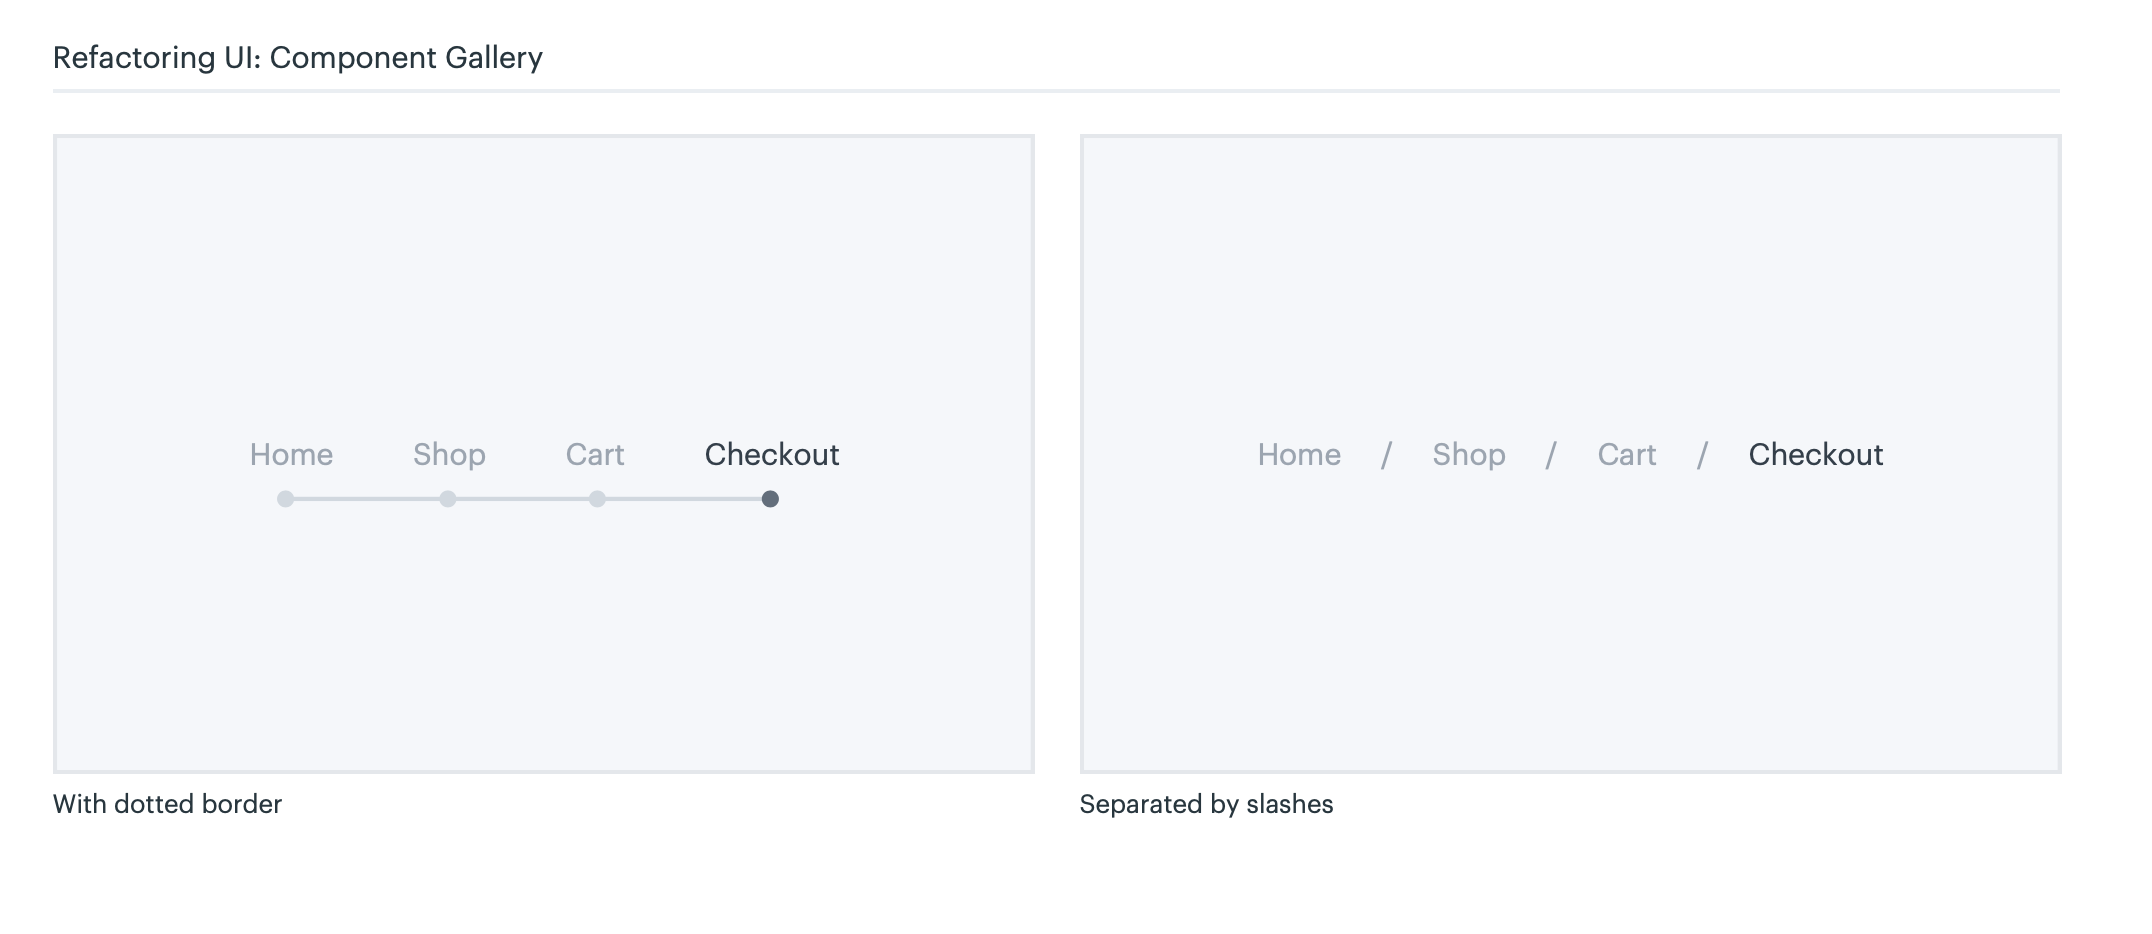 Refactoring UI: Component Gallery
Home Shop Cart Checkout
Home / Shop / Cart / Checkout
With dotted border
Separated by slashes